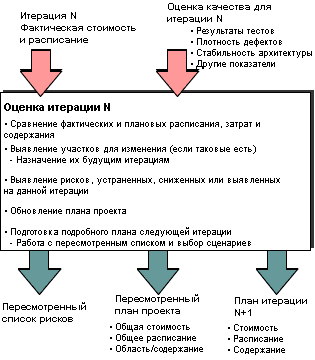 Итерация N
Фактическая стоимость
и расписание
Оценка качества для
итерации N
• Результаты тестов
• Плотность дефектов
• Стабильность архитектуры
• Другие показатели
Оценка итерации N
• Сравнение фактических и плановых расписания, затрат и
содержания
• Выявление участков для изменения (если таковые есть)
- Назначение их будущим итерациям
• Выявление рисков, устраненных, сниженных или выявленных
на данной итерации
• Обновление плана проекта
• Подготовка подробного плана следующей итерации
- Работа с пересмотренным списком и выбор сценариев
Пересмотренный
список рисков
Пересмотренный
план проекта
• Общая стоимость
• Общее расписание
• Область/содержание
План итерации
N+1
• Стоимость
• Расписание
• Содержание